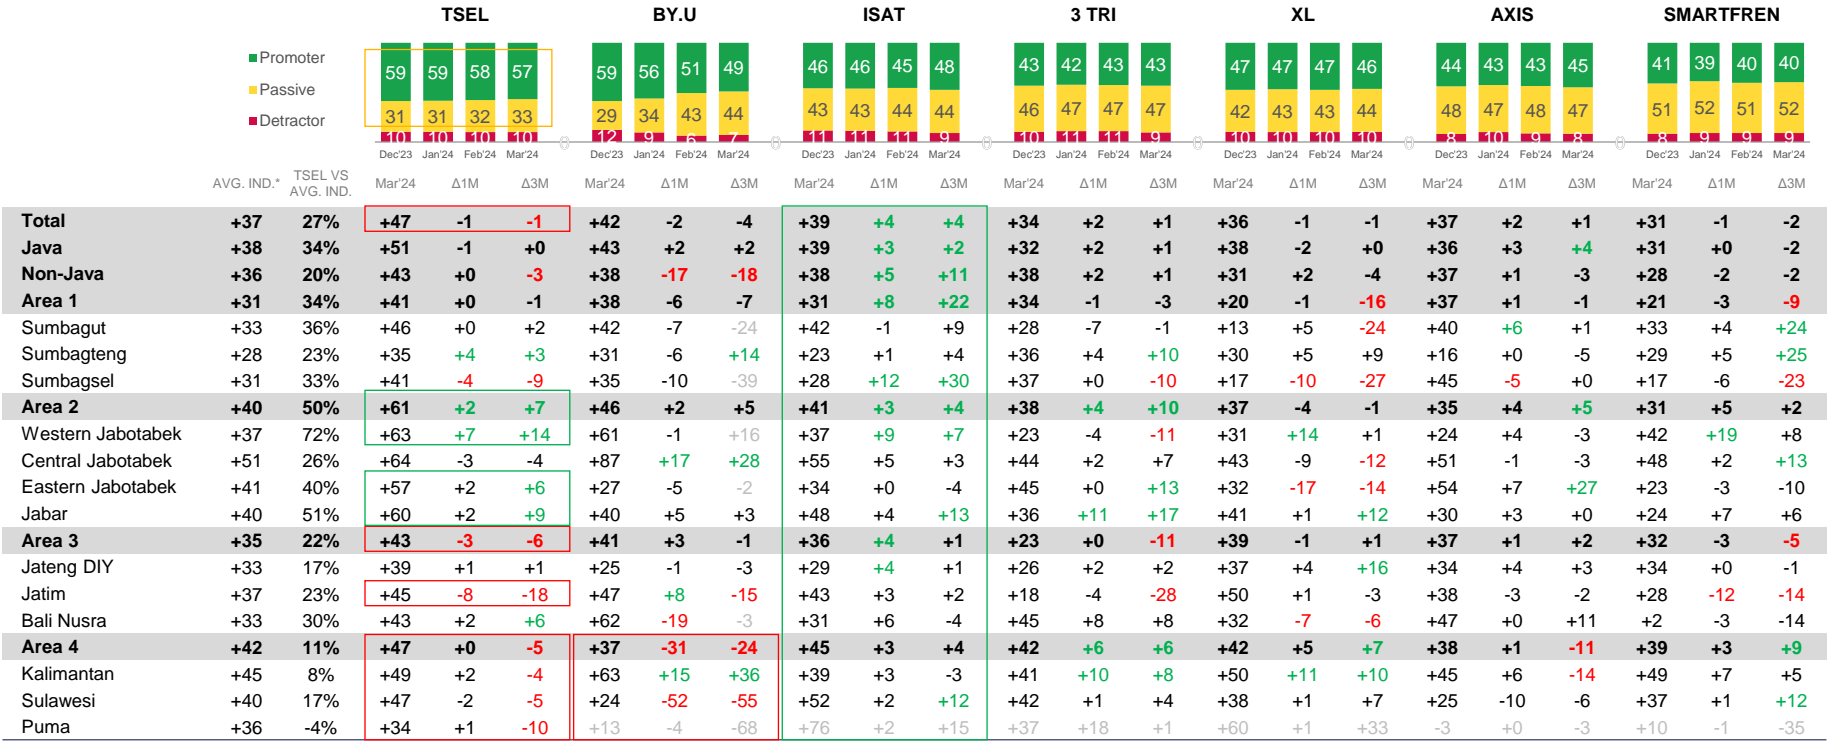 TSEL BY.U ISAT 3 TRI XL AXIS SMARTFREN
Promoter 59 59 58 57 59 56 51 49 46 46 45 48 43 42 43 43 47 47 47 46 44 43 43 45 41 39 40 40
Passive 31 31 32 33 29 34 43 44 43 43 44 44 46 47 47 47 42 43 43 44 48 47 48 47 51 52 51 52
Detractor 10 10 10 10 12 9 6 7 11 11 11 9 10 11 11 9 10 10 10 10 8 10 9 8 8 9 9 9
Dec'23 Jan'24 Feb'24 Mar'24 Dec'23 Jan'24 Feb'24 Mar'24 Dec'23 Jan'24 Feb'24 Mar'24 Dec'23 Jan'24 Feb'24 Mar'24 Dec'23 Jan'24 Feb'24 Mar'24 Dec'23 Jan'24 Feb'24 Mar'24 Dec'23 Jan'24 Feb'24 Mar'24
AVG. IND.* TSEL VS AVG. IND. Mar'24 Δ1M Δ3M Mar'24 Δ1M Δ3M Mar'24 Δ1M Δ3M Mar'24 Δ1M Δ3M Mar'24 Δ1M Δ3M Mar'24 Δ1M Δ3M Mar'24 Δ1M Δ3M
Total +37 27% +47 -1 -1 +42 -2 -4 +39 +4 +4 +34 +2 +1 +36 -1 -1 +37 +2 +1 +31 -1 -2
Java +38 34% +51 -1 +0 +43 +2 +2 +39 +3 +2 +32 +2 +1 +38 -2 +0 +36 +3 +4 +31 +0 -2
Non-Java +36 20% +43 +0 -3 +38 -17 -18 +38 +5 +11 +38 +2 +1 +31 +2 -4 +37 +1 -3 +28 -2 -2
Area 1 +31 34% +41 +0 -1 +38 -6 -7 +31 +8 +22 +34 -1 -3 +20 -1 -16 +37 +1 -1 +21 -3 -9
Sumbagut +33 36% +46 +0 +2 +42 -7 -24 +42 -1 +9 +28 -7 -1 +13 +5 -24 +40 +6 +1 +33 +4 +24
Sumbagteng +28 23% +35 +4 +3 +31 -6 +14 +23 +1 +4 +36 +4 +10 +30 +5 +9 +16 +0 -5 +29 +5 +25
Sumbagsel +31 33% +41 -4 -9 +35 -10 -39 +28 +12 +30 +37 +0 -10 +17 -10 -27 +45 -5 +0 +17 -6 -23
Area 2 +40 50% +61 +2 +7 +46 +2 +5 +41 +3 +4 +38 +4 +10 +37 -4 -1 +35 +4 +5 +31 +5 +2
Western Jabotabek +37 72% +63 +7 +14 +61 -1 +16 +37 +9 +7 +23 -4 -11 +31 +14 +1 +24 +4 -3 +42 +19 +8
Central Jabotabek +51 26% +64 -3 -4 +87 +17 +28 +55 +5 +3 +44 +2 +7 +43 -9 -12 +51 -1 -3 +48 +2 +13
Eastern Jabotabek +41 40% +57 +2 +6 +27 -5 -2 +34 +0 -4 +45 +0 +13 +32 -17 -14 +54 +7 +27 +23 -3 -10
Jabar +40 51% +60 +2 +9 +40 +5 +3 +48 +4 +13 +36 +11 +17 +41 +1 +12 +30 +3 +0 +24 +7 +6
Area 3 +35 22% +43 -3 -6 +41 +3 -1 +36 +4 +1 +23 +0 -11 +39 -1 +1 +37 +1 +2 +32 -3 -5
Jateng DIY +33 17% +39 +1 +1 +25 -1 -3 +29 +4 +1 +26 +2 +2 +37 +4 +16 +34 +4 +3 +34 +0 -1
Jatim +37 23% +45 -8 -18 +47 +8 -15 +43 +3 +2 +18 -4 -28 +50 +1 -3 +38 -3 -2 +28 -12 -14
Bali Nusra +33 30% +43 +2 +6 +62 -19 -3 +31 +6 -4 +45 +8 +8 +32 -7 -6 +47 +0 +11 +2 -3 -14
Area 4 +42 11% +47 +0 -5 +37 -31 -24 +45 +3 +4 +42 +6 +6 +42 +5 +7 +38 +1 -11 +39 +3 +9
Kalimantan +45 8% +49 +2 -4 +63 +15 +36 +39 +3 -3 +41 +10 +8 +50 +11 +10 +45 +6 -14 +49 +7 +5
Sulawesi +40 17% +47 -2 -5 +24 -52 -55 +52 +2 +12 +42 +1 +4 +38 +1 +7 +25 -10 -6 +37 +1 +12
Puma +36 -4% +34 +1 -10 +13 -4 -68 +76 +2 +15 +37 +18 +1 +60 +1 +33 -3 +0 -3 +10 -1 -35